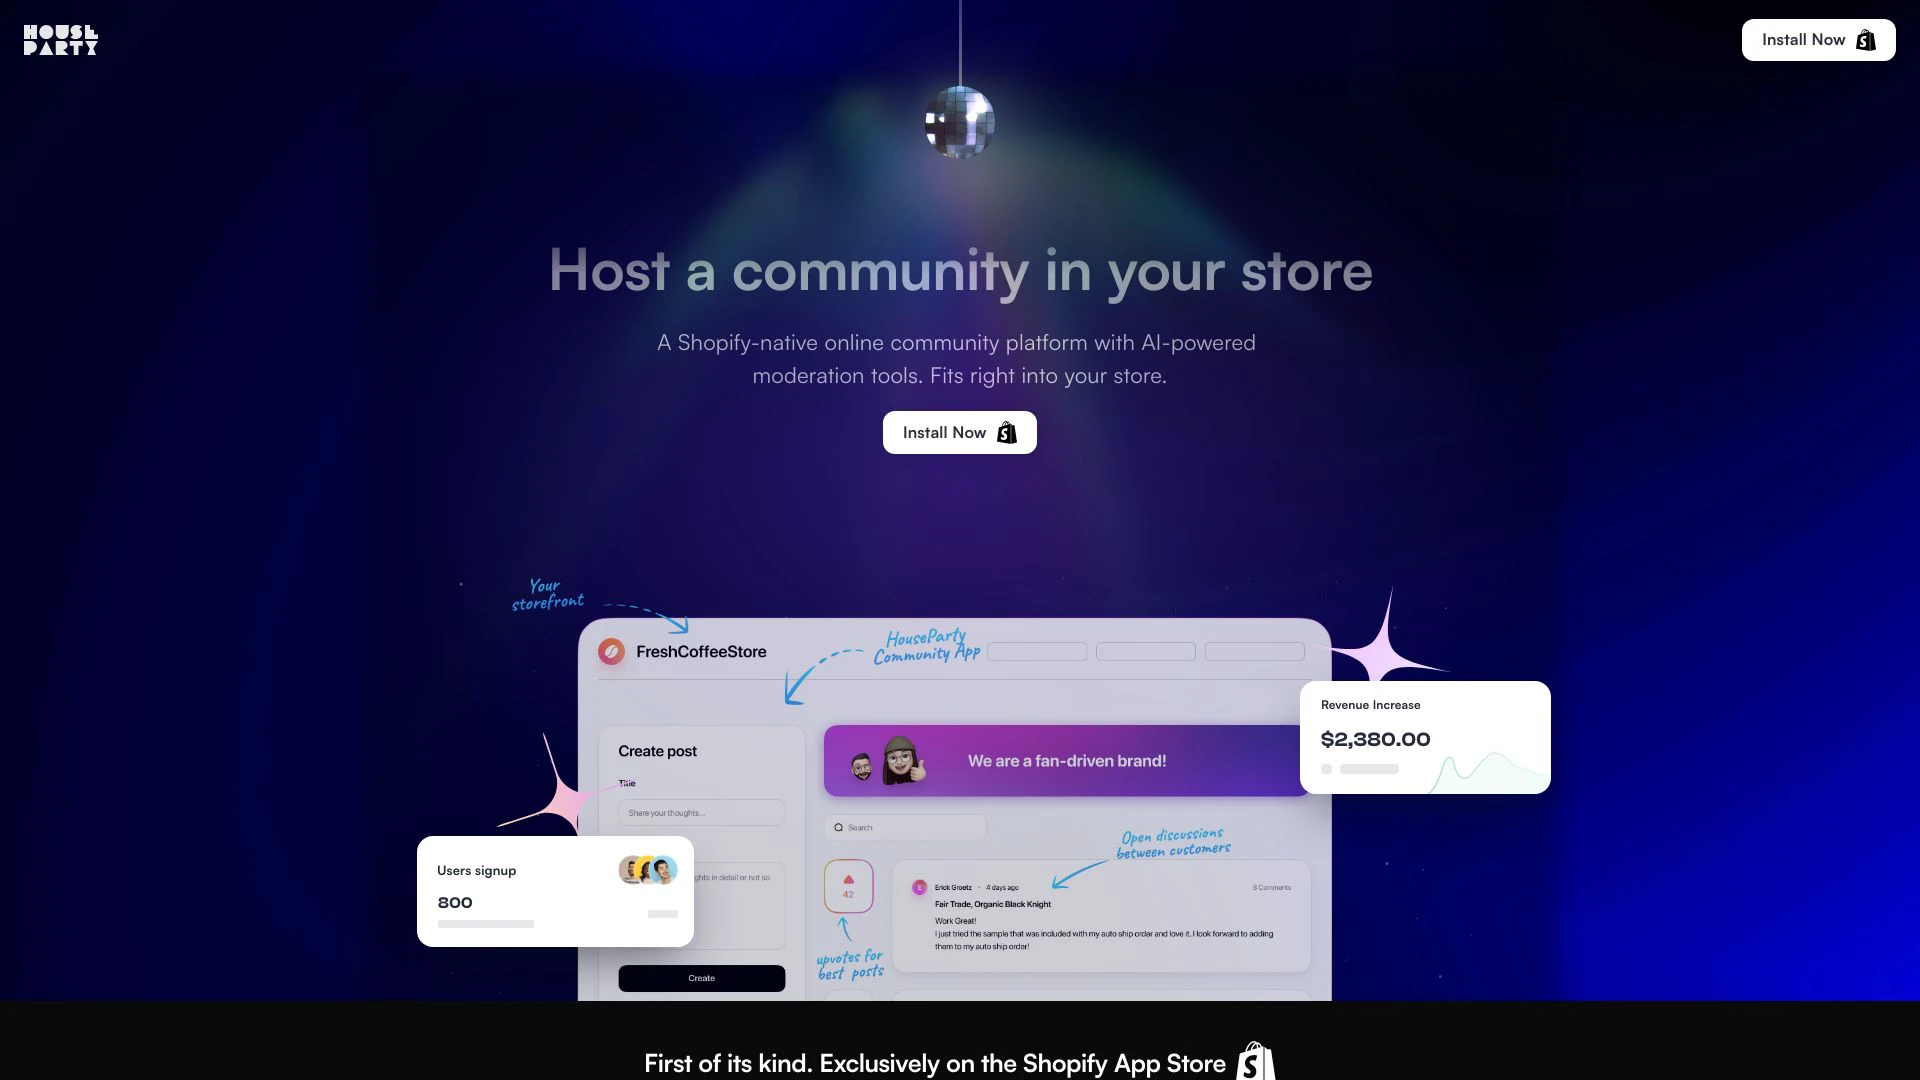 HOUSE
PARTY
Install Now
Host a community in your store
A Shopify-native online community platform with AI-powered
moderation tools. Fits right into your store.
Install Now
Your
storefront
FreshCoffeeStore
HouseParty
Community App
Revenue Increase
$2,380.00
Create post
Title
Share your thoughts...
We are a fan-driven brand!
Search
Open discussions
between customers
Users signup
800
ghts in detail or not so
42
E
Erick Groetz · 4 days ago
8 Comments
Fair Trade, Organic Black Knight
Work Great!
I just tried the sample that was included with my auto ship order and love it. I look forward to adding
them to my auto ship order!
upvotes for
best posts
Create
First of its kind. Exclusively on the Shopify App Store